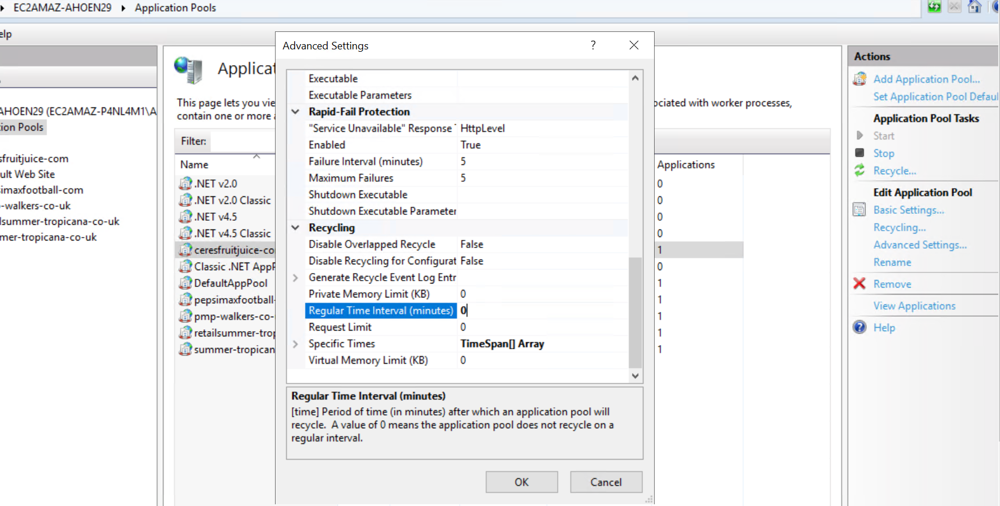 EC2AMAZ-AHOEN29 Application Pools
elp
AHOEN29 (EC2AMAZ-P4NL4M1\A
ion Pools
sfruitjuice-com
ult Web Site
simaxfootball-com
-walkers-co-uk
lsummer-tropicana-co-uk
mer-tropicana-co-uk
Applicat
This page lets you vie
ociated with worker processes,
contain one or more a
Filter:
Name
Applications
.NET v2.0 0
.NET v2.0 Classic 0
.NET v4.5 0
.NET v4.5 Classic 0
ceresfruitjuice-co 1
Classic .NET AppP 0
DefaultAppPool 1
pepsimaxfootball- 1
pmp-walkers-co- 1
retailsummer-trop 1
summer-tropican 1
Advanced Settings ?
Executable
Executable Parameters
Rapid-Fail Protection
"Service Unavailable" Response T HttpLevel
Enabled True
Failure Interval (minutes) 5
Maximum Failures 5
Shutdown Executable
Shutdown Executable Parameter
Recycling
Disable Overlapped Recycle False
Disable Recycling for Configurat False
Generate Recycle Event Log Entr
Private Memory Limit (KB) 0
Regular Time Interval (minutes) 0
Request Limit 0
Specific Times TimeSpan[] Array
Virtual Memory Limit (KB) 0
Regular Time Interval (minutes)
[time] Period of time (in minutes) after which an application pool will
recycle. A value of 0 means the application pool does not recycle on a
regular interval.
OK Cancel
Actions
Add Application Pool...
Set Application Pool Defaul
Application Pool Tasks
Start
Stop
Recycle...
Edit Application Pool
Basic Settings...
Recycling...
Advanced Settings...
Rename
Remove
View Applications
Help